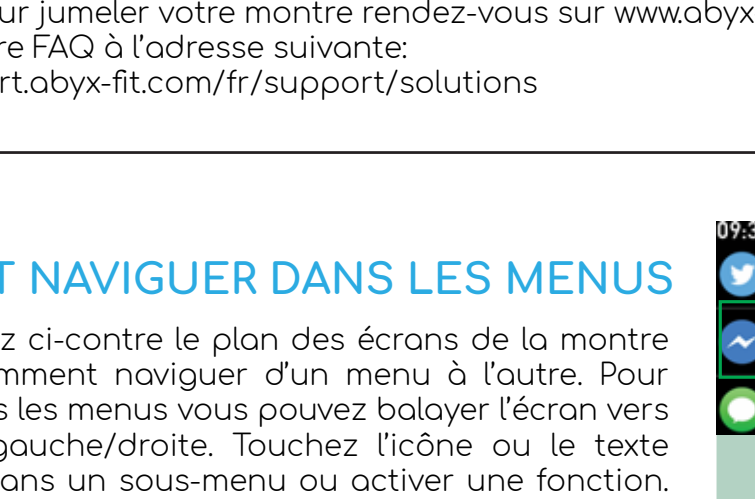 ur jumeler votre montre rendez-vous sur www.abyx
re FAQ à l’adresse suivante:
rt.abyx-fit.com/fr/support/solutions
T NAVIGUER DANS LES MENUS
09:3
z ci-contre le plan des écrans de la montre
mment naviguer d’un menu à l’autre. Pour
s les menus vous pouvez balayer l’écran vers
gauche/droite. Touchez l’icône ou le texte
ans un sous-menu ou activer une fonction.